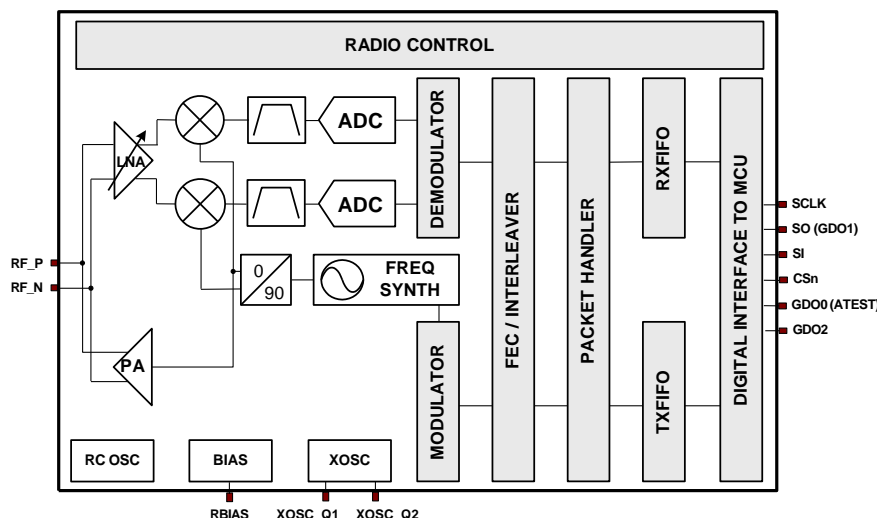 RADIO CONTROL
LNA
ADC
ADC
DEMODULATOR
FEC / INTERLEAVER
PACKET HANDLER
RXFIFO
DIGITAL INTERFACE TO MCU
SCLK
SO (GDO1)
SI
CSn
GDO0 (ATEST)
GDO2
RF_P
RF_N
0
90
FREQ
SYNTH
PA
MODULATOR
TXFIFO
RC OSC
BIAS
XOSC
RBIAS
XOSC_Q1
XOSC_Q2